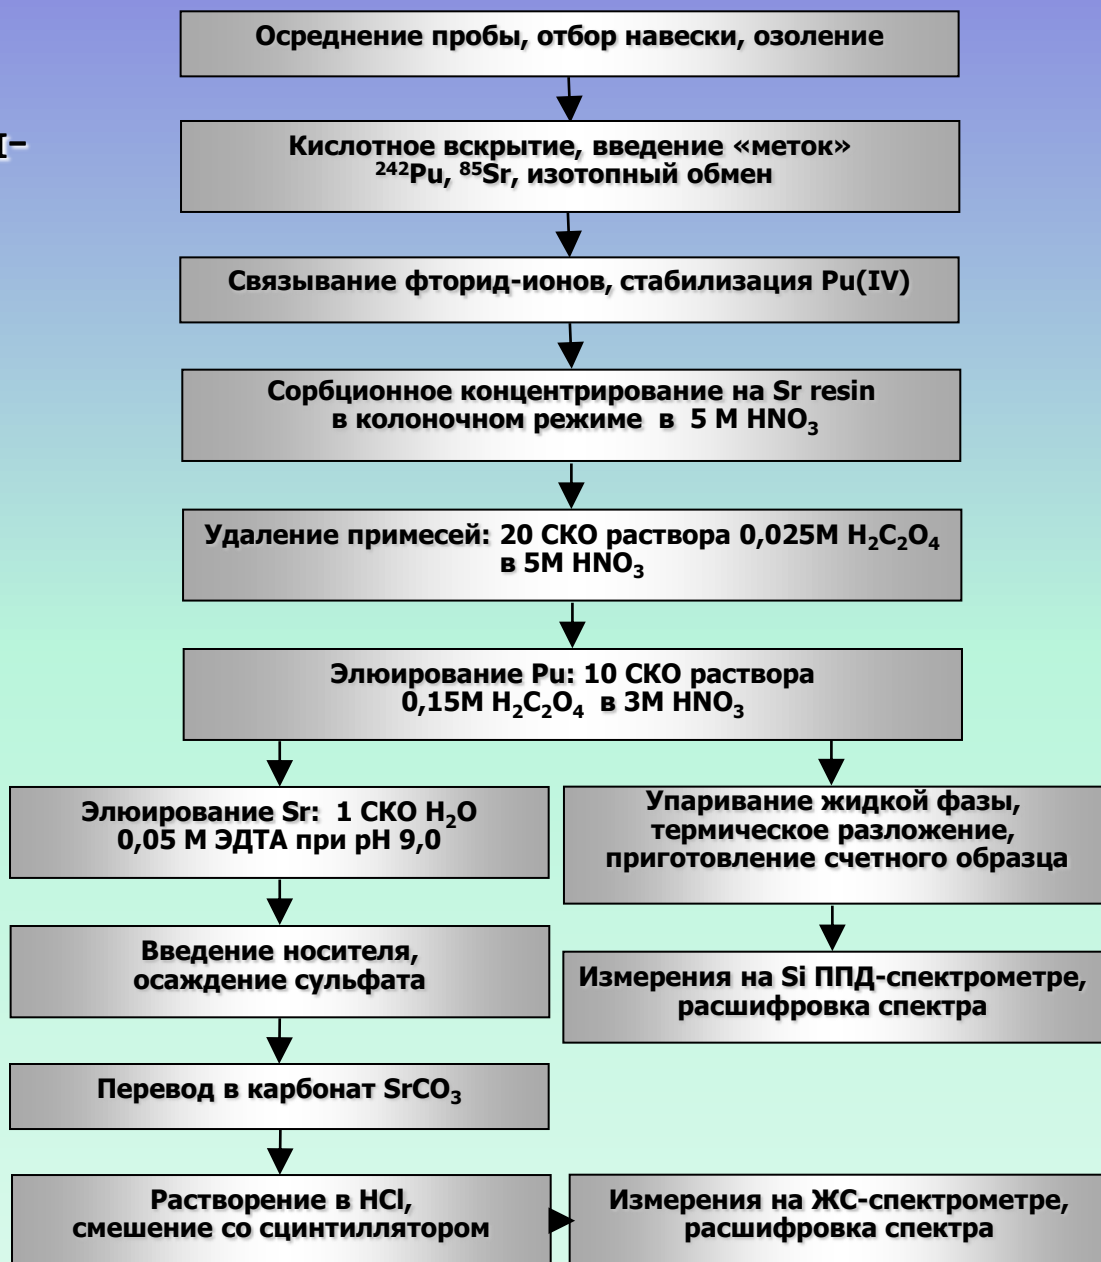 Осреднение пробы, отбор навески, озоление
Кислотное вскрытие, введение «меток»
²⁴²Pu, ⁸⁵Sr, изотопный обмен
Связывание фторид-ионов, стабилизация Pu(IV)
Сорбционное концентрирование на Sr resin
в колоночном режиме в 5 M HNO₃
Удаление примесей: 20 СКО раствора 0,025М H₂C₂O₄
в 5М HNO₃
Элюирование Pu: 10 СКО раствора
0,15М H₂C₂O₄ в 3М HNO₃
Элюирование Sr: 1 СКО H₂O
0,05 М ЭДТА при pH 9,0
Введение носителя,
осаждение сульфата
Перевод в карбонат SrCO₃
Растворение в HCl,
смешение со сцинтиллятором
Упаривание жидкой фазы,
термическое разложение,
приготовление счетного образца
Измерения на Si ППД-спектрометре,
расшифровка спектра
Измерения на ЖС-спектрометре,
расшифровка спектра